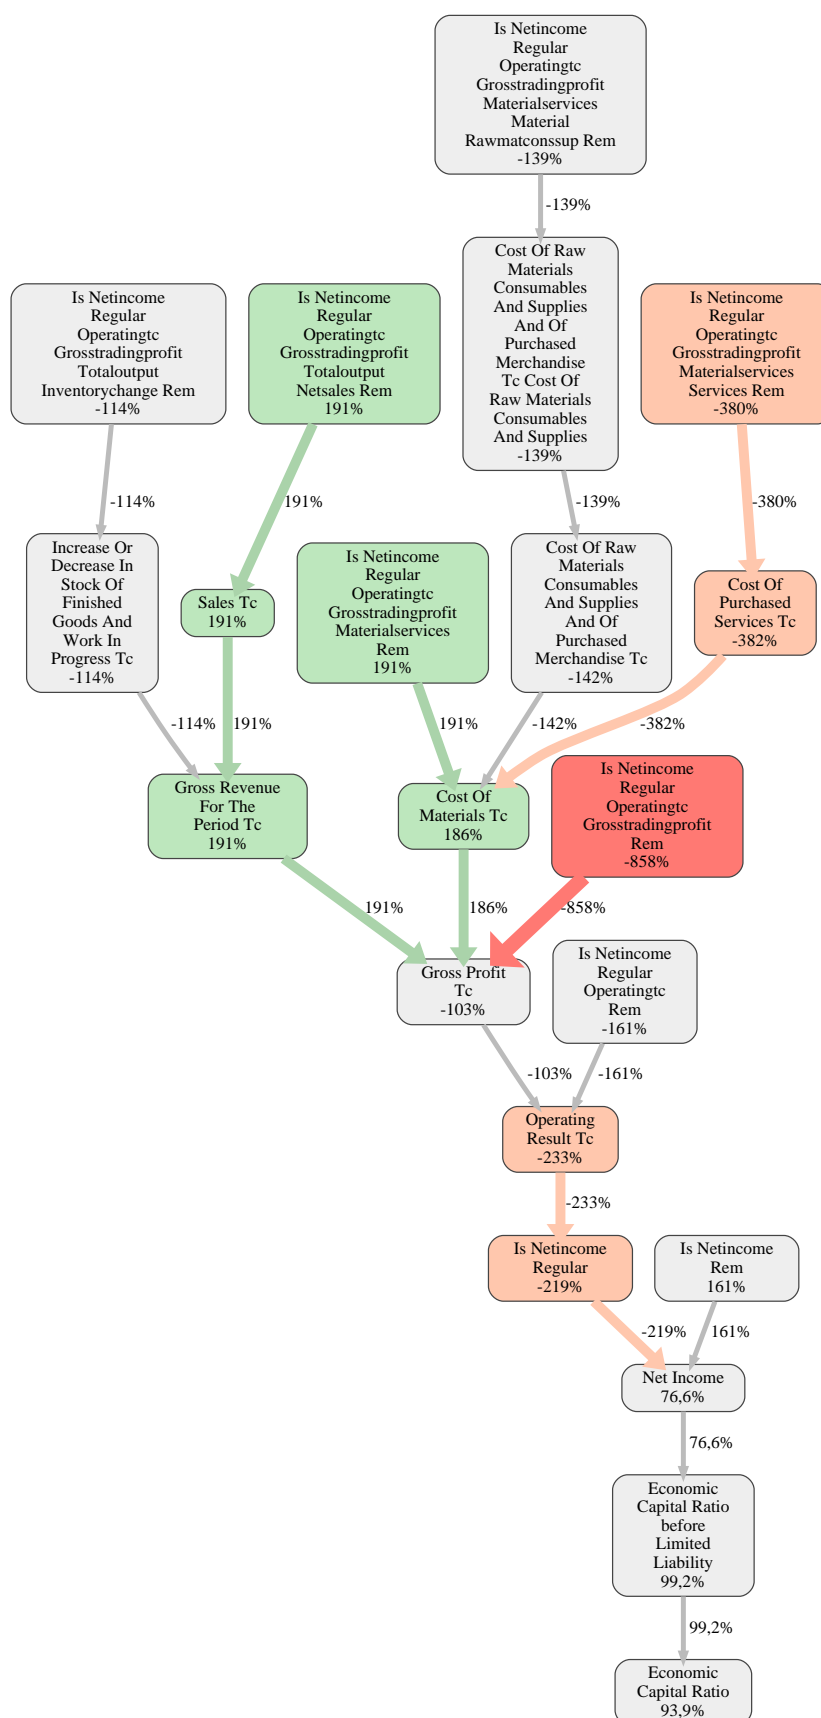 Is Netincome
Regular
Operatingtc
Grosstradingprofit
Materialservices
Material
Rawmatconssup Rem
-139%
-139%
Is Netincome
Regular
Operatingtc
Grosstradingprofit
Totaloutput
Inventorychange Rem
-114%
Is Netincome
Regular
Operatingtc
Grosstradingprofit
Totaloutput
Netsales Rem
191%
Cost Of Raw
Materials
Consumables
And Supplies
And Of
Purchased
Merchandise
Tc Cost Of
Raw Materials
Consumables
And Supplies
-139%
Is Netincome
Regular
Operatingtc
Grosstradingprofit
Materialservices
Services Rem
-380%
-114%
191%
-139%
-380%
Increase Or
Decrease In
Stock Of
Finished
Goods And
Work In
Progress Tc
-114%
Sales Tc
191%
Is Netincome
Regular
Operatingtc
Grosstradingprofit
Materialservices
Rem
191%
Cost Of Raw
Materials
Consumables
And Supplies
And Of
Purchased
Merchandise Tc
-142%
Cost Of
Purchased
Services Tc
-382%
-114%
191%
191%
-142%
-382%
Gross Revenue
For The
Period Tc
191%
Cost Of
Materials Tc
186%
Is Netincome
Regular
Operatingtc
Grosstradingprofit
Rem
-858%
191%
186%
-858%
Gross Profit
Tc
-103%
Is Netincome
Regular
Operatingtc
Rem
-161%
-103%
-161%
Operating
Result Tc
-233%
-233%
Is Netincome
Regular
-219%
Is Netincome
Rem
161%
-219%
161%
Net Income
76,6%
76,6%
Economic
Capital Ratio
before
Limited
Liability
99,2%
99,2%
Economic
Capital Ratio
93,9%